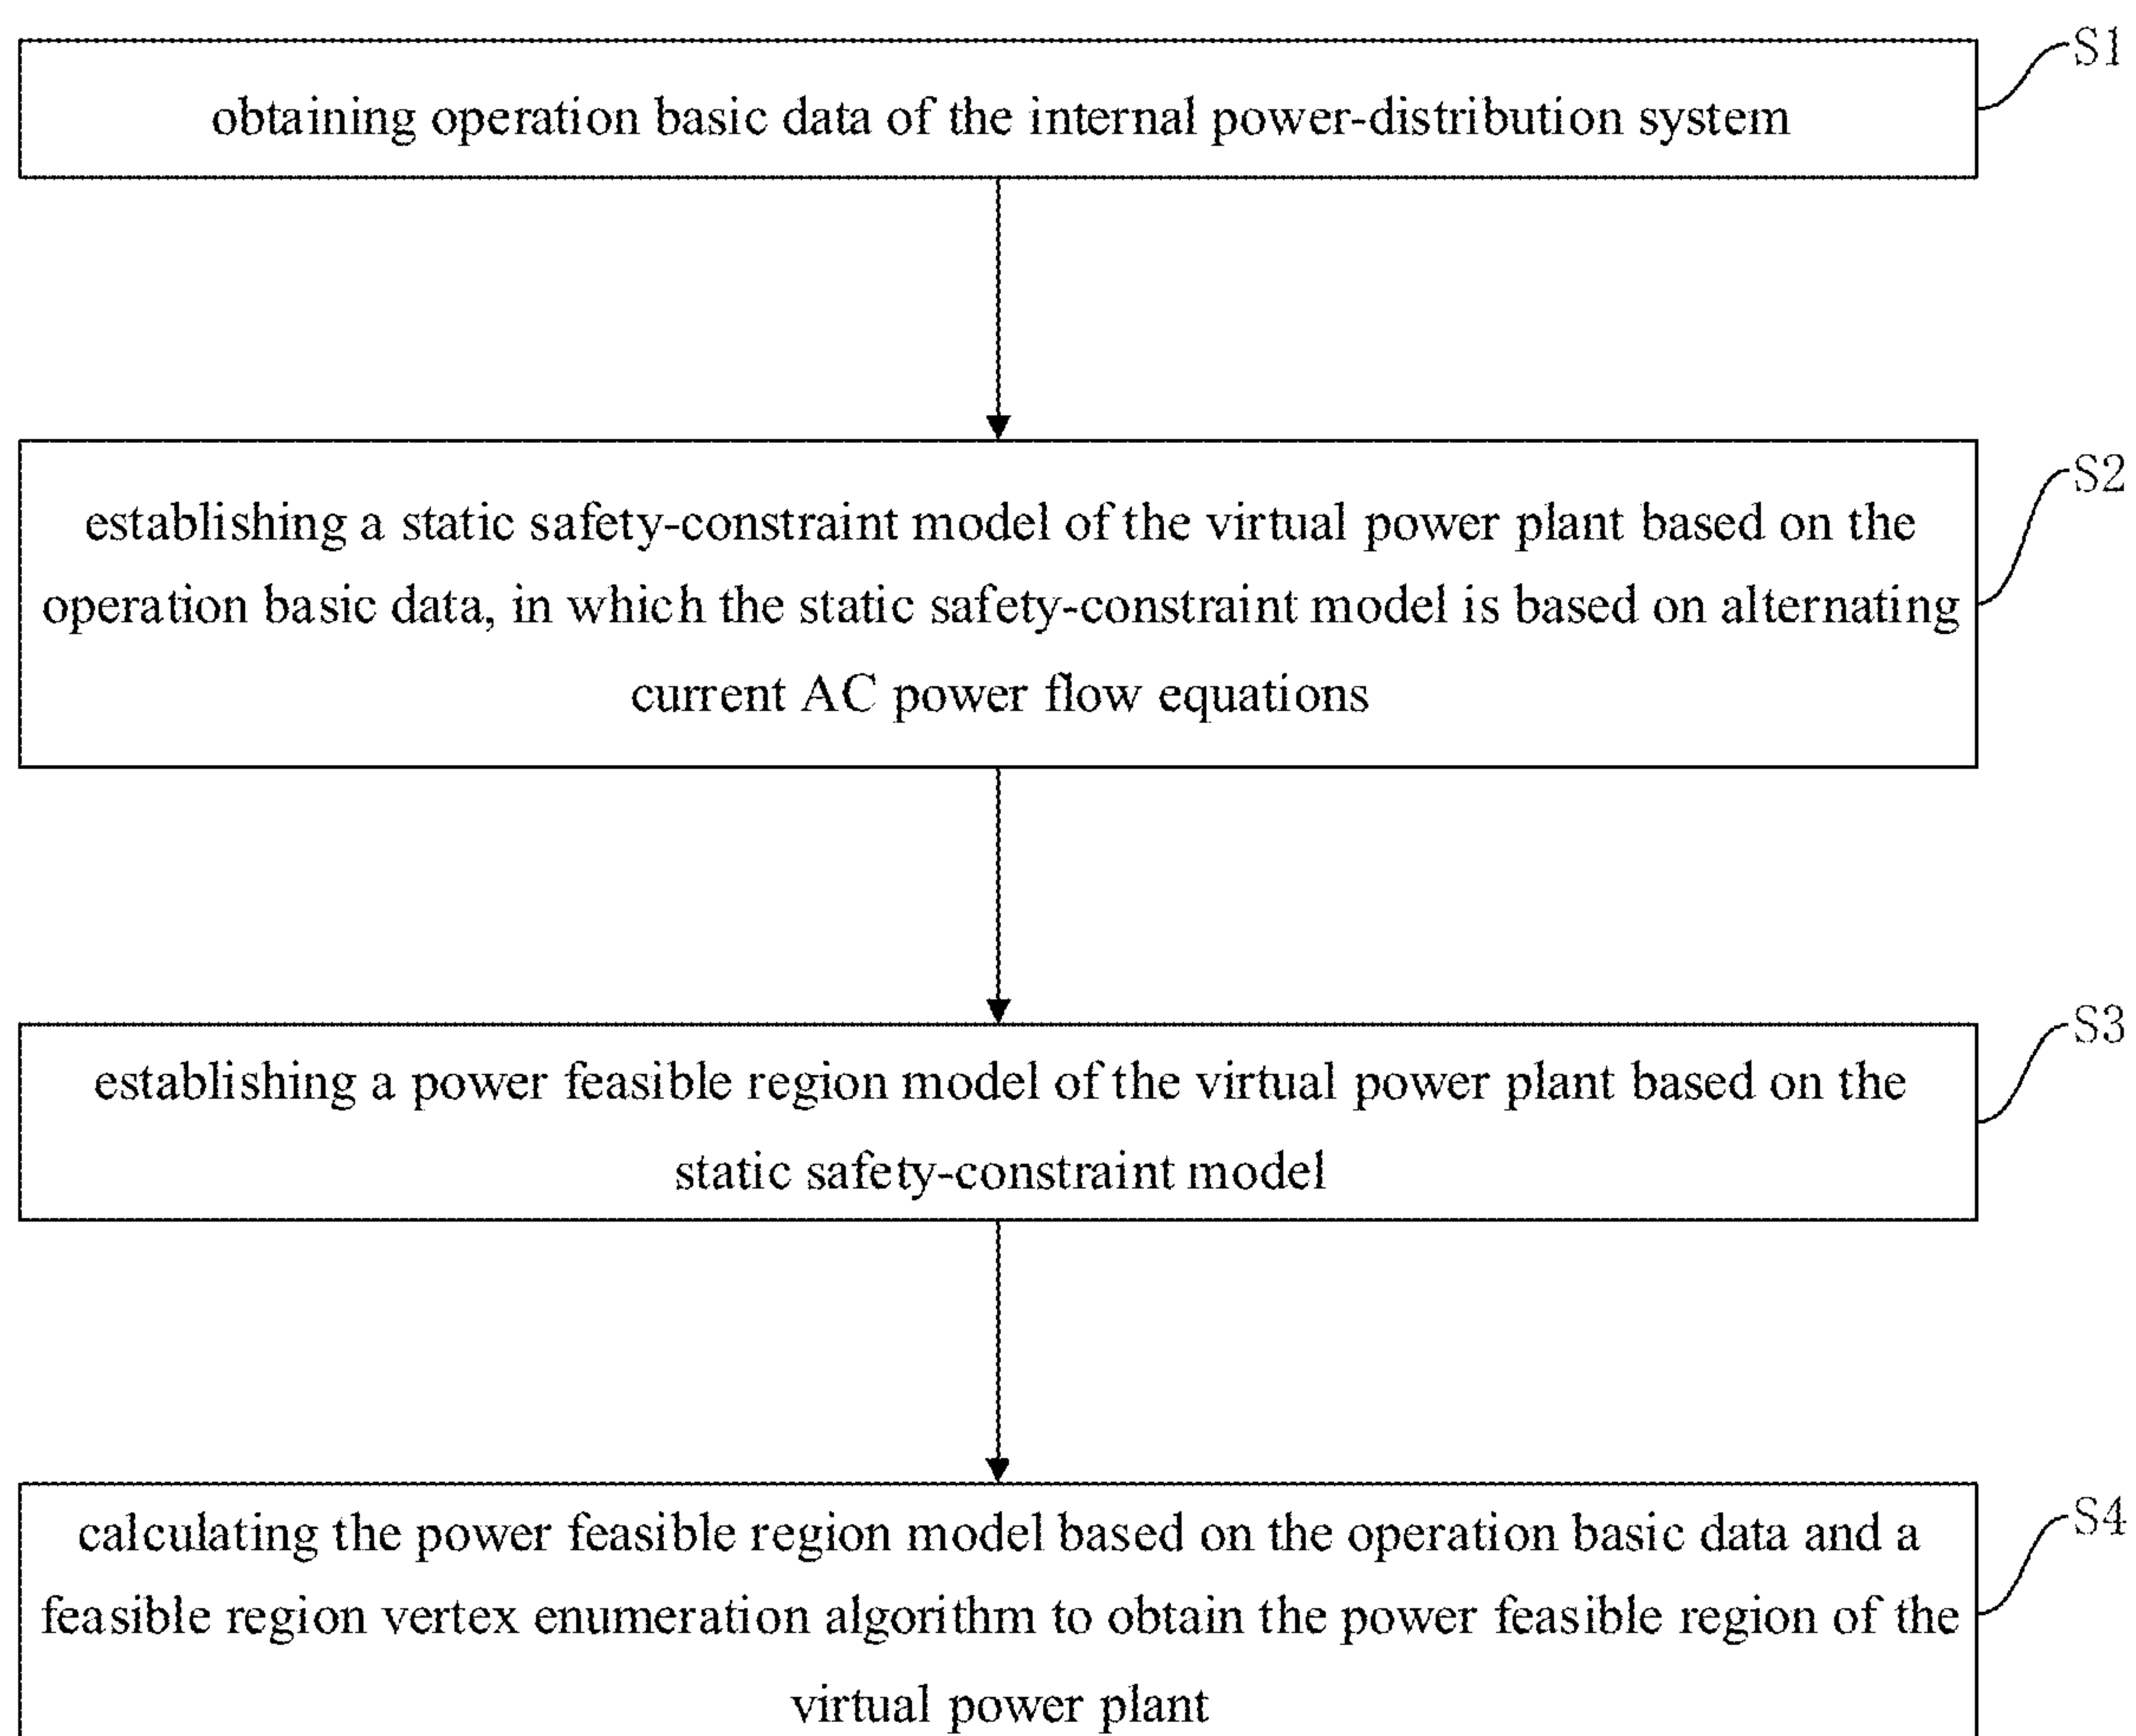 S1
obtaining operation basic data of the internal power-distribution system
S2
establishing a static safety-constraint model of the virtual power plant based on the
operation basic data, in which the static safety-constraint model is based on alternating
current AC power flow equations
S3
establishing a power feasible region model of the virtual power plant based on the
static safety-constraint model
S4
calculating the power feasible region model based on the operation basic data and a
feasible region vertex enumeration algorithm to obtain the power feasible region of the
virtual power plant